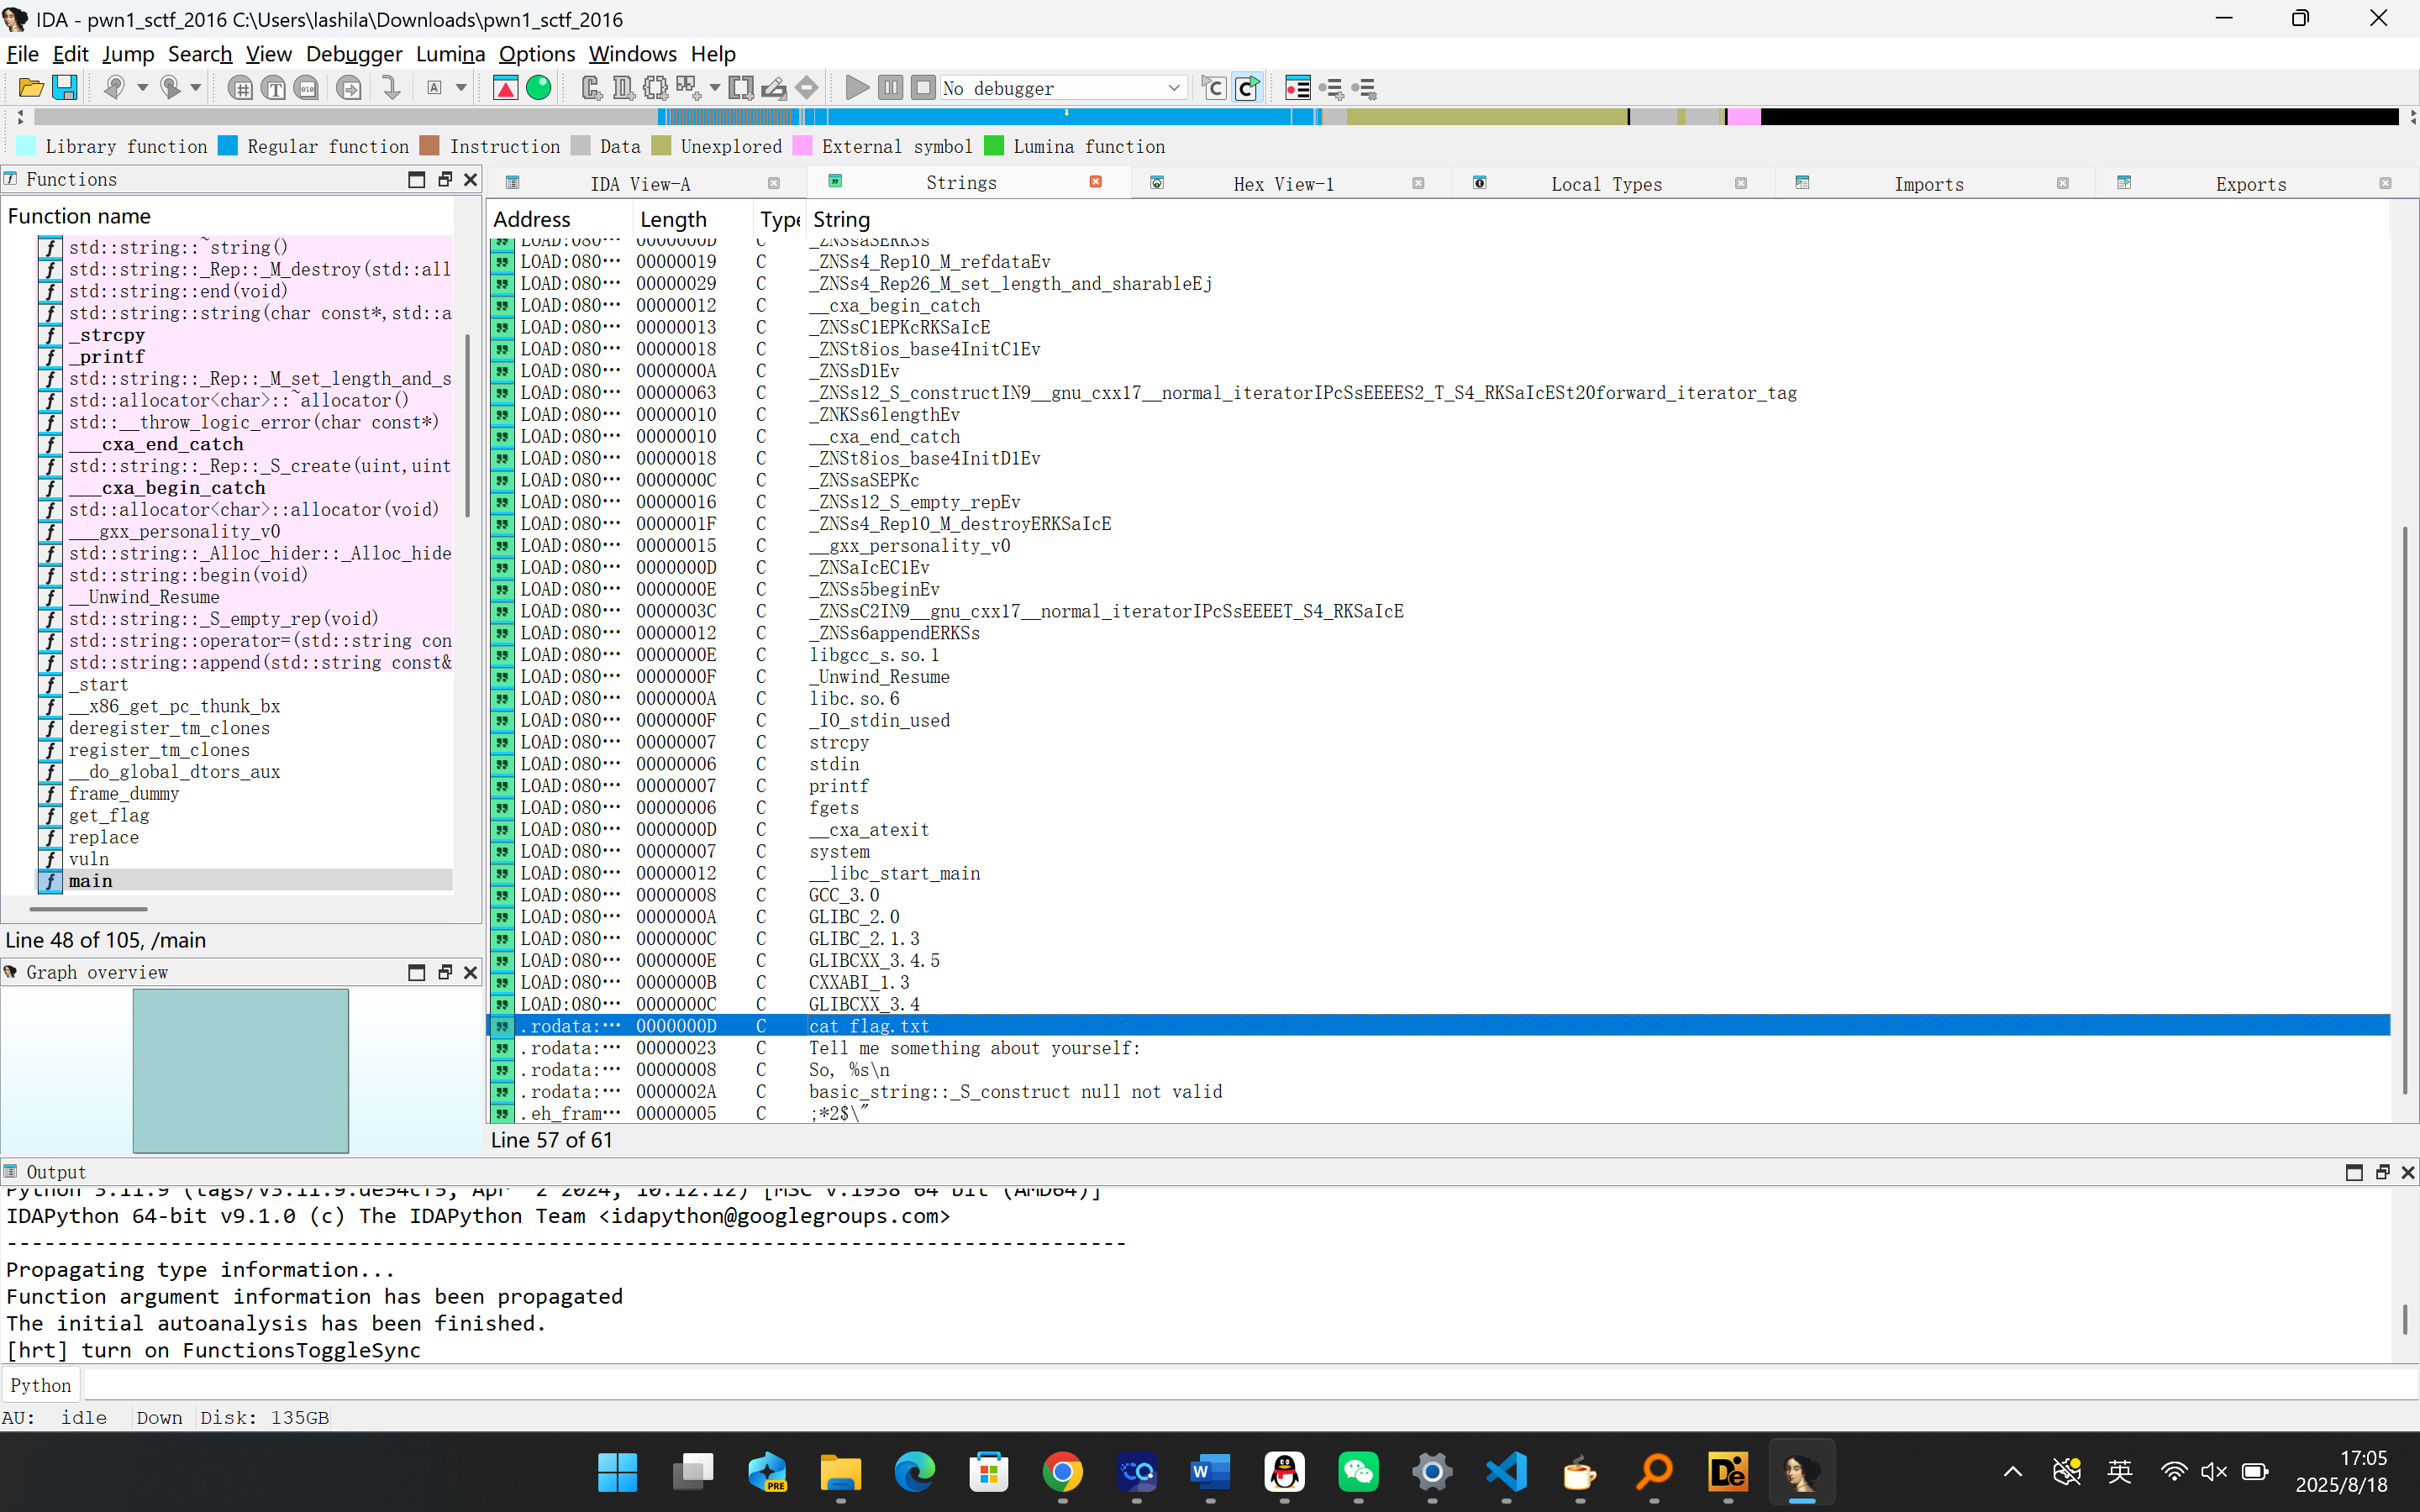 IDA - pwn1_sctf_2016 C:\Users\lashila\Downloads\pwn1_sctf_2016
File Edit Jump Search View Debugger Lumina Options Windows Help
No debugger
Library function Regular function Instruction Data Unexplored External symbol Lumina function
Functions
Function name
std::string::~string()
std::string::_Rep::_M_destroy(std::all
std::string::end(void)
std::string::string(char const*,std::a
_strcpy
_printf
std::string::_Rep::_M_set_length_and_s
std::allocator<char>::~allocator()
std::__throw_logic_error(char const*)
___cxa_end_catch
std::string::_Rep::_S_create(uint,uint
___cxa_begin_catch
std::allocator<char>::allocator(void)
___gxx_personality_v0
std::string::_Alloc_hider::_Alloc_hide
std::string::begin(void)
__Unwind_Resume
std::string::_S_empty_rep(void)
std::string::operator=(std::string con
std::string::append(std::string const&
_start
__x86_get_pc_thunk_bx
deregister_tm_clones
register_tm_clones
__do_global_dtors_aux
frame_dummy
get_flag
replace
vuln
main
Line 48 of 105, /main
Graph overview
IDA View-A Strings Hex View-1 Local Types Imports Exports
Address Length Type String
LOAD:080… 0000000D C _ZNSsaSERKSs
LOAD:080… 00000019 C _ZNSs4_Rep10_M_refdataEv
LOAD:080… 00000029 C _ZNSs4_Rep26_M_set_length_and_sharableEj
LOAD:080… 00000012 C __cxa_begin_catch
LOAD:080… 00000013 C _ZNSsC1EPKcRKSaIcE
LOAD:080… 00000018 C _ZNSt8ios_base4InitC1Ev
LOAD:080… 0000000A C _ZNSsD1Ev
LOAD:080… 00000063 C _ZNSs12_S_constructIN9__gnu_cxx17__normal_iteratorIPcSsEEEES2_T_S4_RKSaIcESt20forward_iterator_tag
LOAD:080… 00000010 C _ZNKSs6lengthEv
LOAD:080… 00000010 C __cxa_end_catch
LOAD:080… 00000018 C _ZNSt8ios_base4InitD1Ev
LOAD:080… 0000000C C _ZNSsaSEPKc
LOAD:080… 00000016 C _ZNSs12_S_empty_repEv
LOAD:080… 0000001F C _ZNSs4_Rep10_M_destroyERKSaIcE
LOAD:080… 00000015 C __gxx_personality_v0
LOAD:080… 0000000D C _ZNSaIcEC1Ev
LOAD:080… 0000000E C _ZNSs5beginEv
LOAD:080… 0000003C C _ZNSsC2IN9__gnu_cxx17__normal_iteratorIPcSsEEEET_S4_RKSaIcE
LOAD:080… 00000012 C _ZNSs6appendERKSs
LOAD:080… 0000000E C libgcc_s.so.1
LOAD:080… 0000000F C _Unwind_Resume
LOAD:080… 0000000A C libc.so.6
LOAD:080… 0000000F C _IO_stdin_used
LOAD:080… 00000007 C strcpy
LOAD:080… 00000006 C stdin
LOAD:080… 00000007 C printf
LOAD:080… 00000006 C fgets
LOAD:080… 0000000D C __cxa_atexit
LOAD:080… 00000007 C system
LOAD:080… 00000012 C __libc_start_main
LOAD:080… 00000008 C GCC_3.0
LOAD:080… 0000000A C GLIBC_2.0
LOAD:080… 0000000C C GLIBC_2.1.3
LOAD:080… 0000000E C GLIBCXX_3.4.5
LOAD:080… 0000000B C CXXABI_1.3
LOAD:080… 0000000C C GLIBCXX_3.4
.rodata:… 0000000D C cat flag.txt
.rodata:… 00000023 C Tell me something about yourself:
.rodata:… 00000008 C So, %s\n
.rodata:… 0000002A C basic_string::_S_construct null not valid
.eh_fram… 00000005 C ;*2$\"
Line 57 of 61
Output
Python 3.11.9 (tags/v3.11.9:de54cf5, Apr  2 2024, 10:12:12) [MSC v.1938 64 bit (AMD64)]
IDAPython 64-bit v9.1.0 (c) The IDAPython Team <idapython@googlegroups.com>
-----------------------------------------------------------------------------------------
Propagating type information...
Function argument information has been propagated
The initial autoanalysis has been finished.
[hrt] turn on FunctionsToggleSync
Python
AU: idle Down Disk: 135GB
PRE
英
17:05
2025/8/18